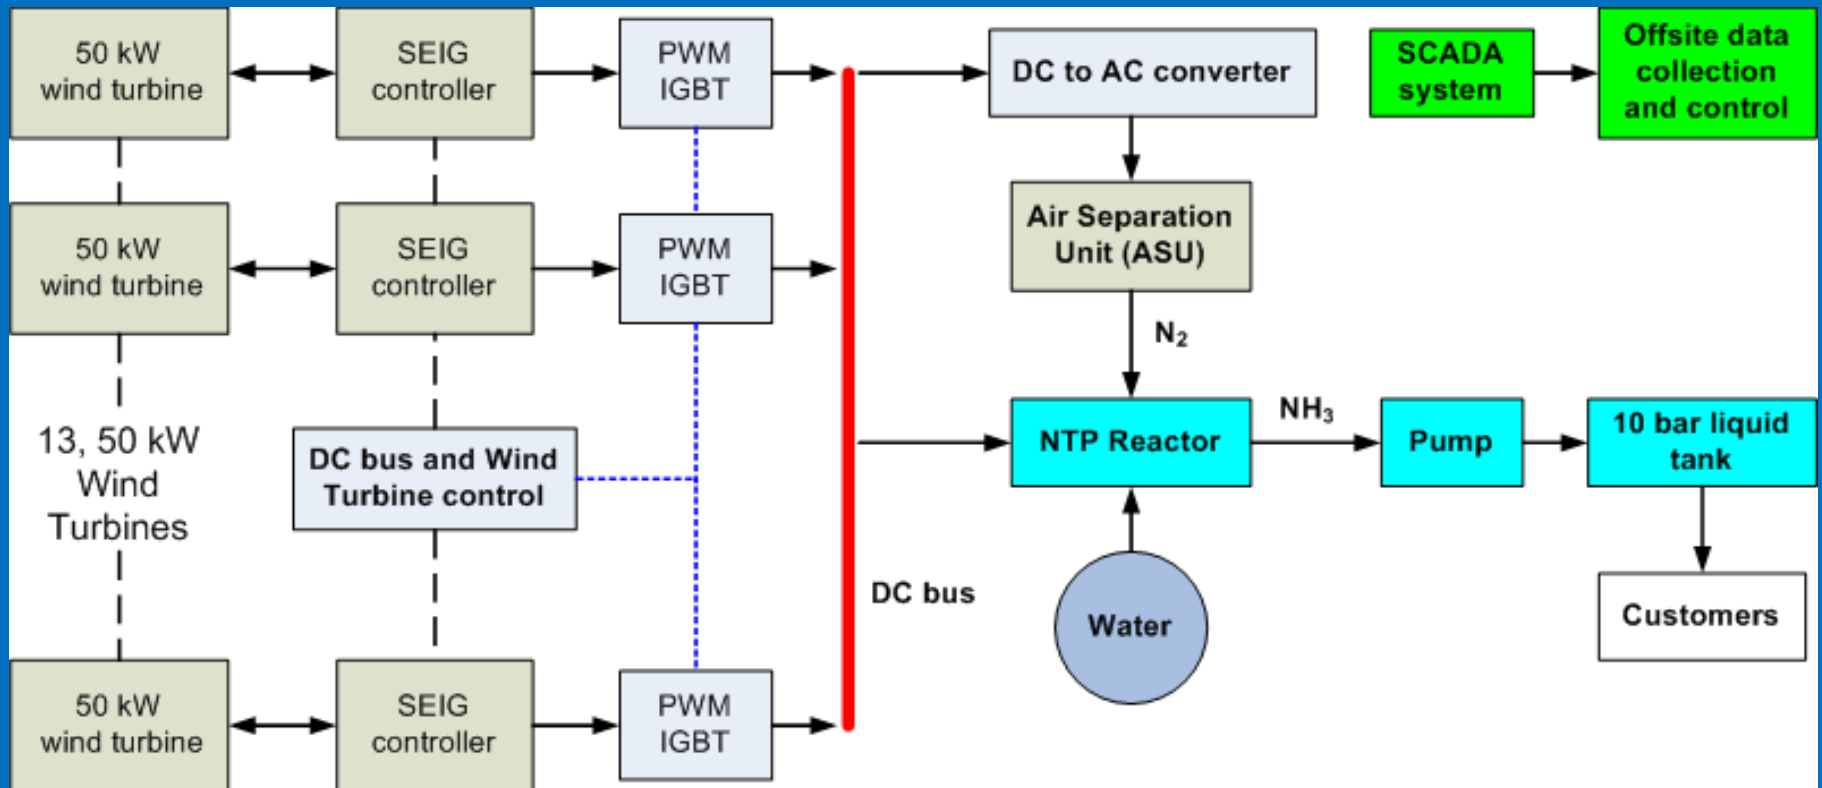 50 kW
wind turbine
SEIG
controller
PWM
IGBT
DC to AC converter
SCADA
system
Offsite data
collection
and control
50 kW
wind turbine
SEIG
controller
PWM
IGBT
Air Separation
Unit (ASU)
N₂
13, 50 kW
Wind
Turbines
DC bus and Wind
Turbine control
NTP Reactor
NH₃
Pump
10 bar liquid
tank
DC bus
Water
Customers
50 kW
wind turbine
SEIG
controller
PWM
IGBT